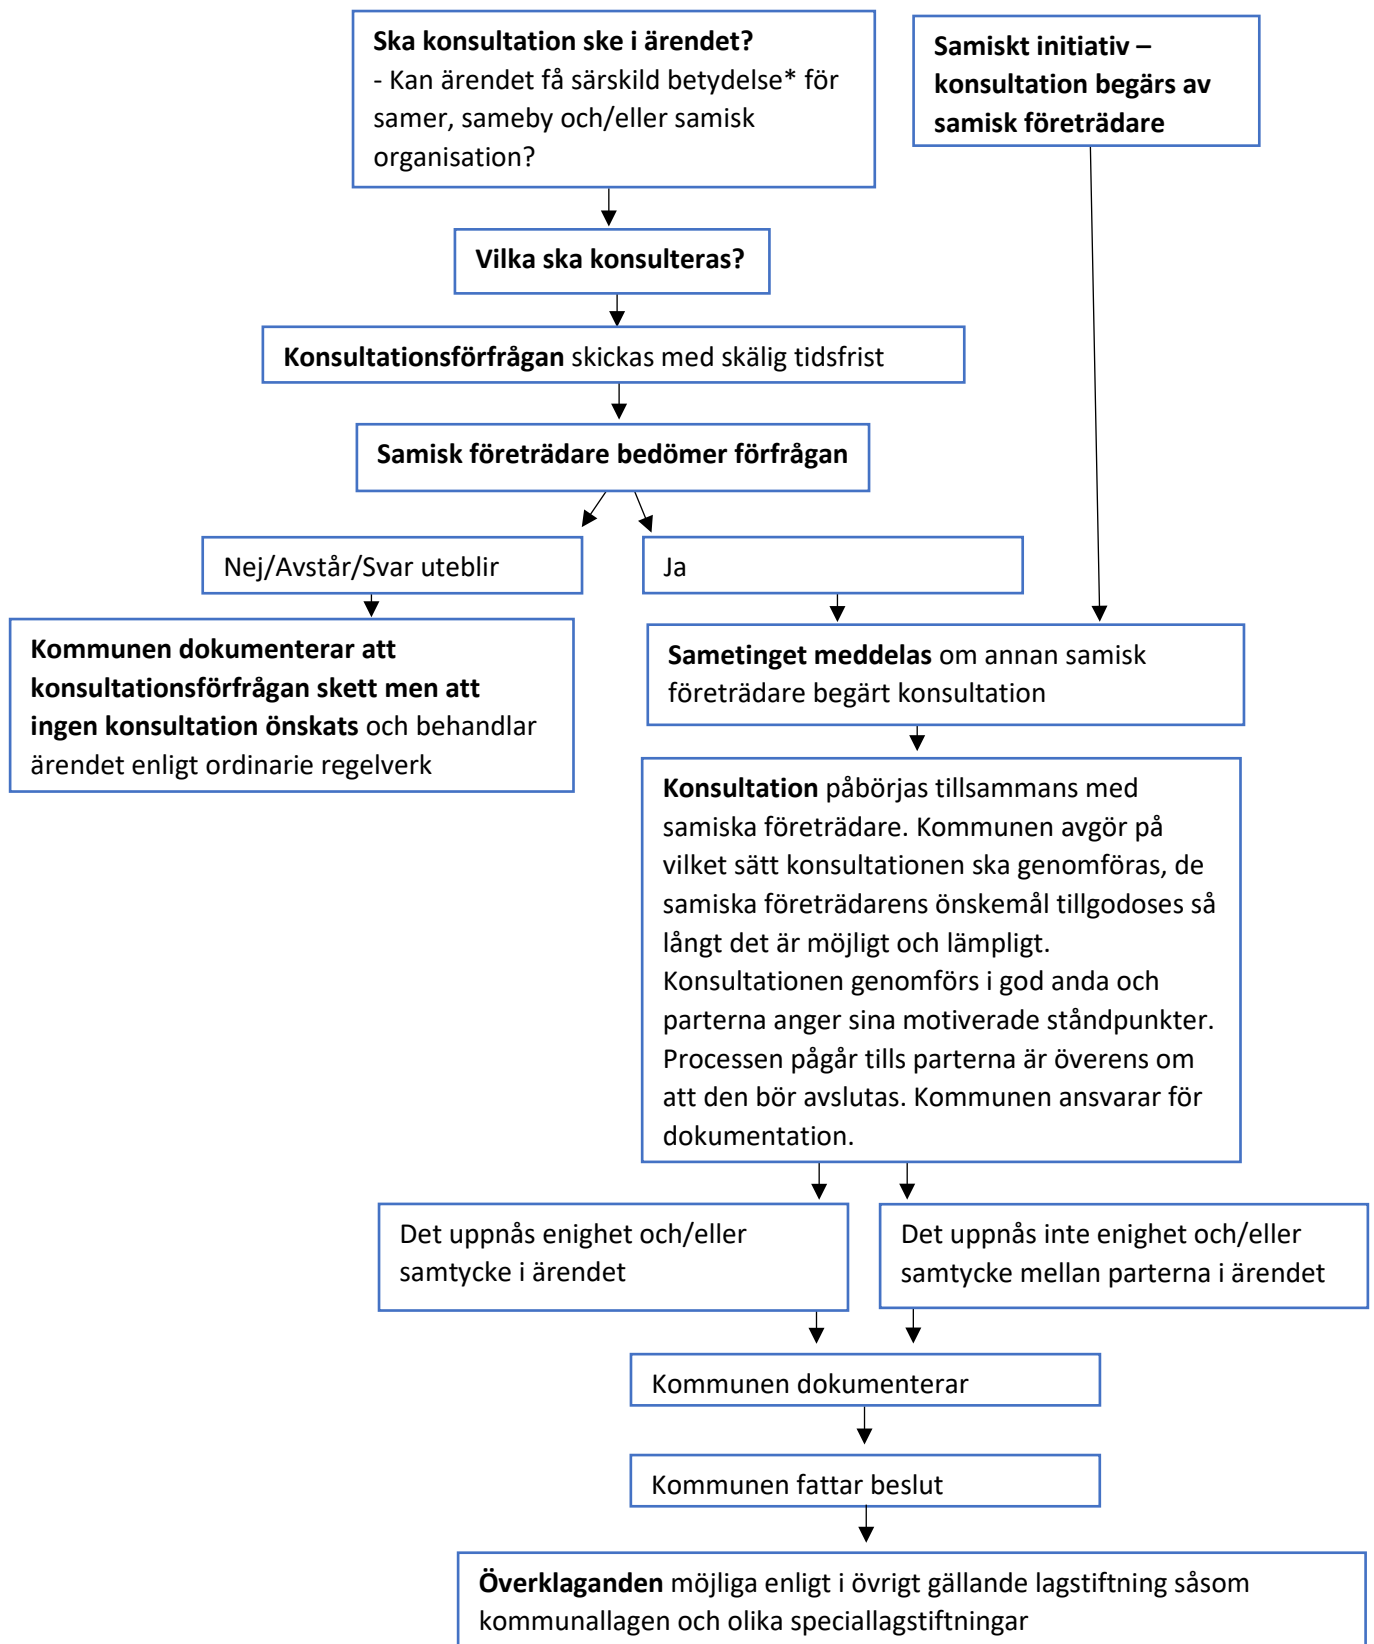 Ska konsultation ske i ärendet?
- Kan ärendet få särskild betydelse* för
samer, sameby och/eller samisk
organisation?
Samiskt initiativ –
konsultation begärs av
samisk företrädare
Vilka ska konsulteras?
Konsultationsförfrågan skickas med skälig tidsfrist
Samisk företrädare bedömer förfrågan
Nej/Avstår/Svar uteblir
Ja
Kommunen dokumenterar att
konsultationsförfrågan skett men att
ingen konsultation önskats och behandlar
ärendet enligt ordinarie regelverk
Sametinget meddelas om annan samisk
företrädare begärt konsultation
Konsultation påbörjas tillsammans med
samiska företrädare. Kommunen avgör på
vilket sätt konsultationen ska genomföras, de
samiska företrädarens önskemål tillgodoses så
långt det är möjligt och lämpligt.
Konsultationen genomförs i god anda och
parterna anger sina motiverade ståndpunkter.
Processen pågår tills parterna är överens om
att den bör avslutas. Kommunen ansvarar för
dokumentation.
Det uppnås enighet och/eller
samtycke i ärendet
Det uppnås inte enighet och/eller
samtycke mellan parterna i ärendet
Kommunen dokumenterar
Kommunen fattar beslut
Överklaganden möjliga enligt i övrigt gällande lagstiftning såsom
kommunallagen och olika speciallagstiftningar